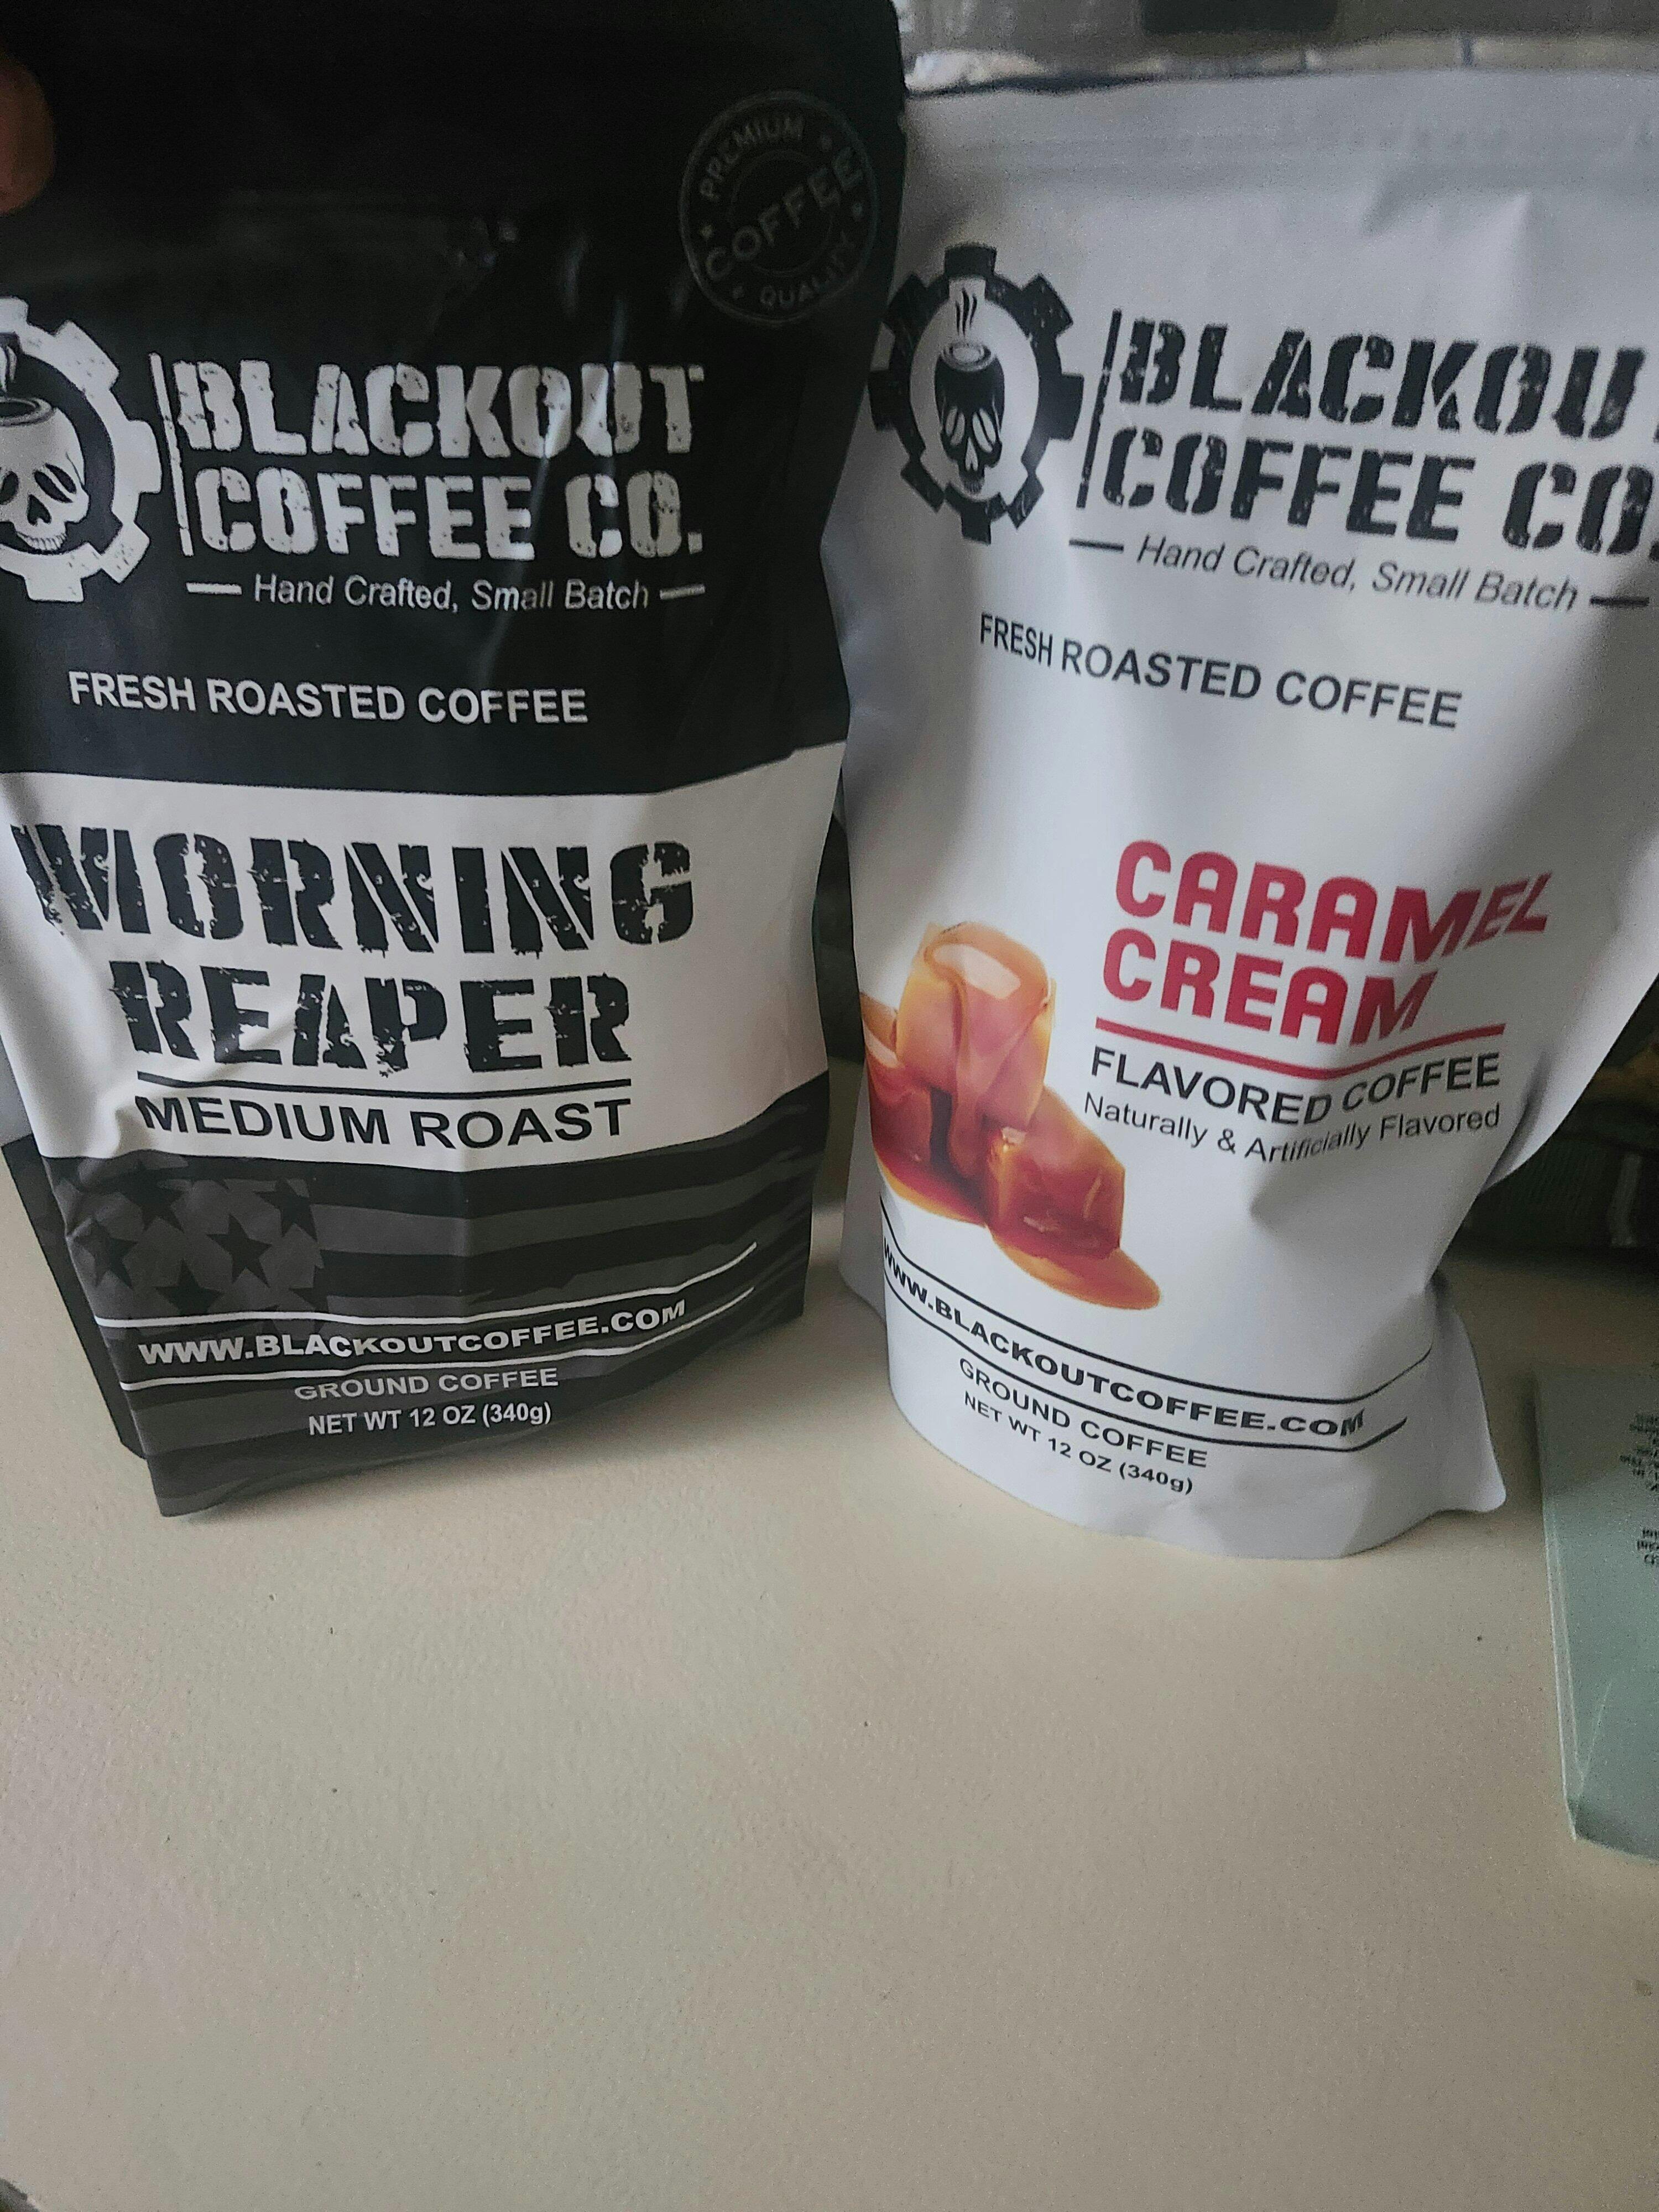 PREMIUM
COFFEE
QUALITY
BLACKOUT
COFFEE CO.
Hand Crafted, Small Batch
FRESH ROASTED COFFEE
MORNING
REAPER
MEDIUM ROAST
WWW.BLACKOUTCOFFEE.COM
GROUND COFFEE
NET WT 12 OZ (340g)
BLACKOU
COFFEE CO.
Hand Crafted, Small Batch
FRESH ROASTED COFFEE
CARAMEL
CREAM
FLAVORED COFFEE
Naturally & Artificially Flavored
WWW.BLACKOUTCOFFEE.COM
GROUND COFFEE
NET WT 12 OZ (340g)